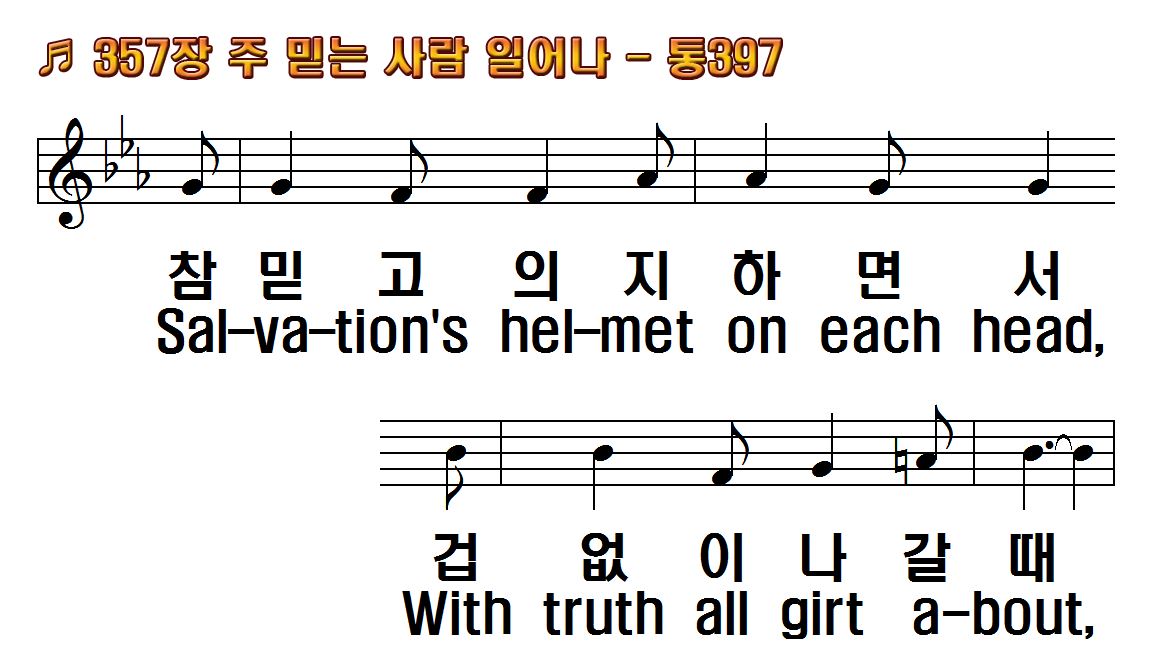 ♬ 357장 주 믿는 사람 일어나 - 통397
참 믿 고 의 지 하 면 서
Sal-va-tion's hel-met on each head,
겁 없 이 나 갈 때
With truth all girt a-bout,